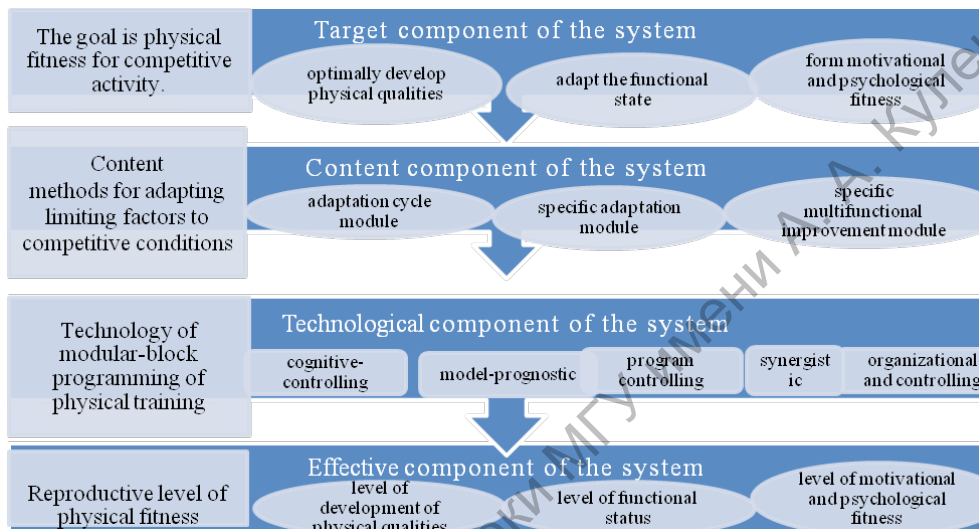 The goal is physical
fitness for competitive
activity.
Target component of the system
optimally develop
physical qualities
adapt the functional
state
form motivational
and psychological
fitness
Content
methods for adapting
limiting factors to
competitive conditions
Content component of the system
adaptation cycle
module
specific adaptation
module
specific
multifunctional
improvement module
Technology of
modular-block
programming of
physical training
Technological component of the system
cognitive-
controlling
model-prognostic
program
controlling
synergist
ic
organizational
and controlling
Reproductive level of
physical fitness
Effective component of the system
level of
development of
physical qualities
level of functional
status
level of motivational
and psychological
fitness
МГУ имени А. А. Куле